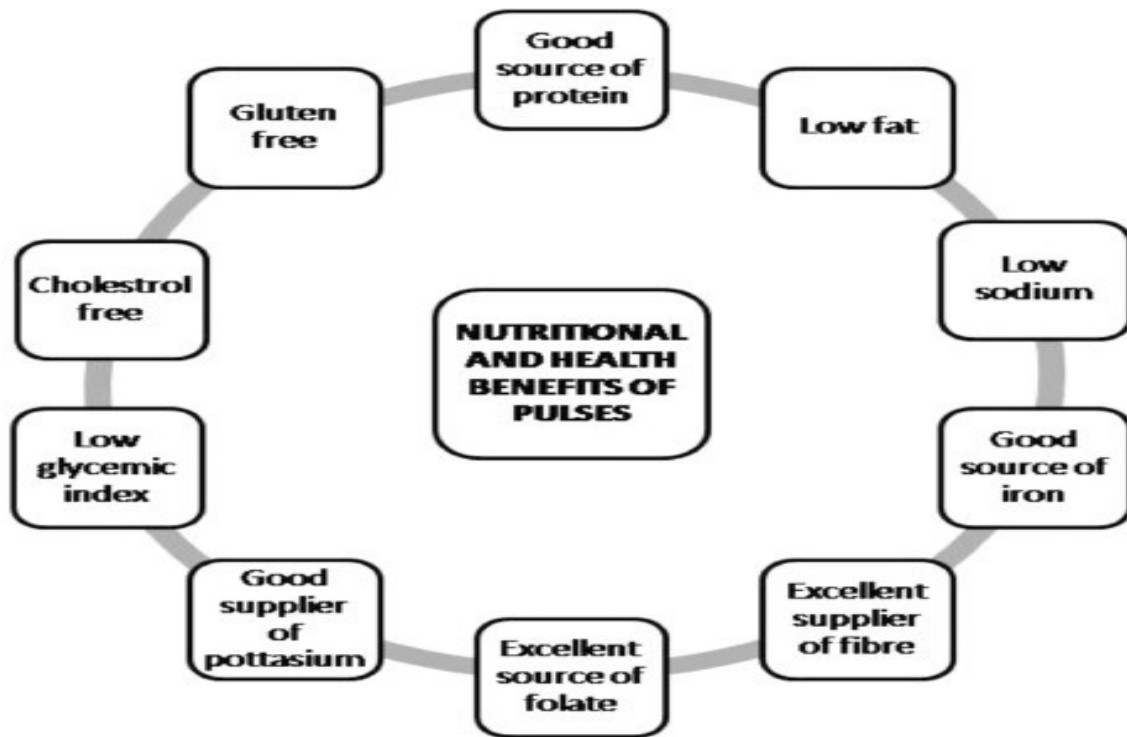 Good
source of
protein
Low fat
Low
sodium
Good
source of
iron
Excellent
supplier
of fibre
Excellent
source of
folate
Good
supplier
of
pottasium
Low
glycemic
index
Cholestrol
free
Gluten
free
NUTRITIONAL
AND HEALTH
BENEFITS OF
PULSES